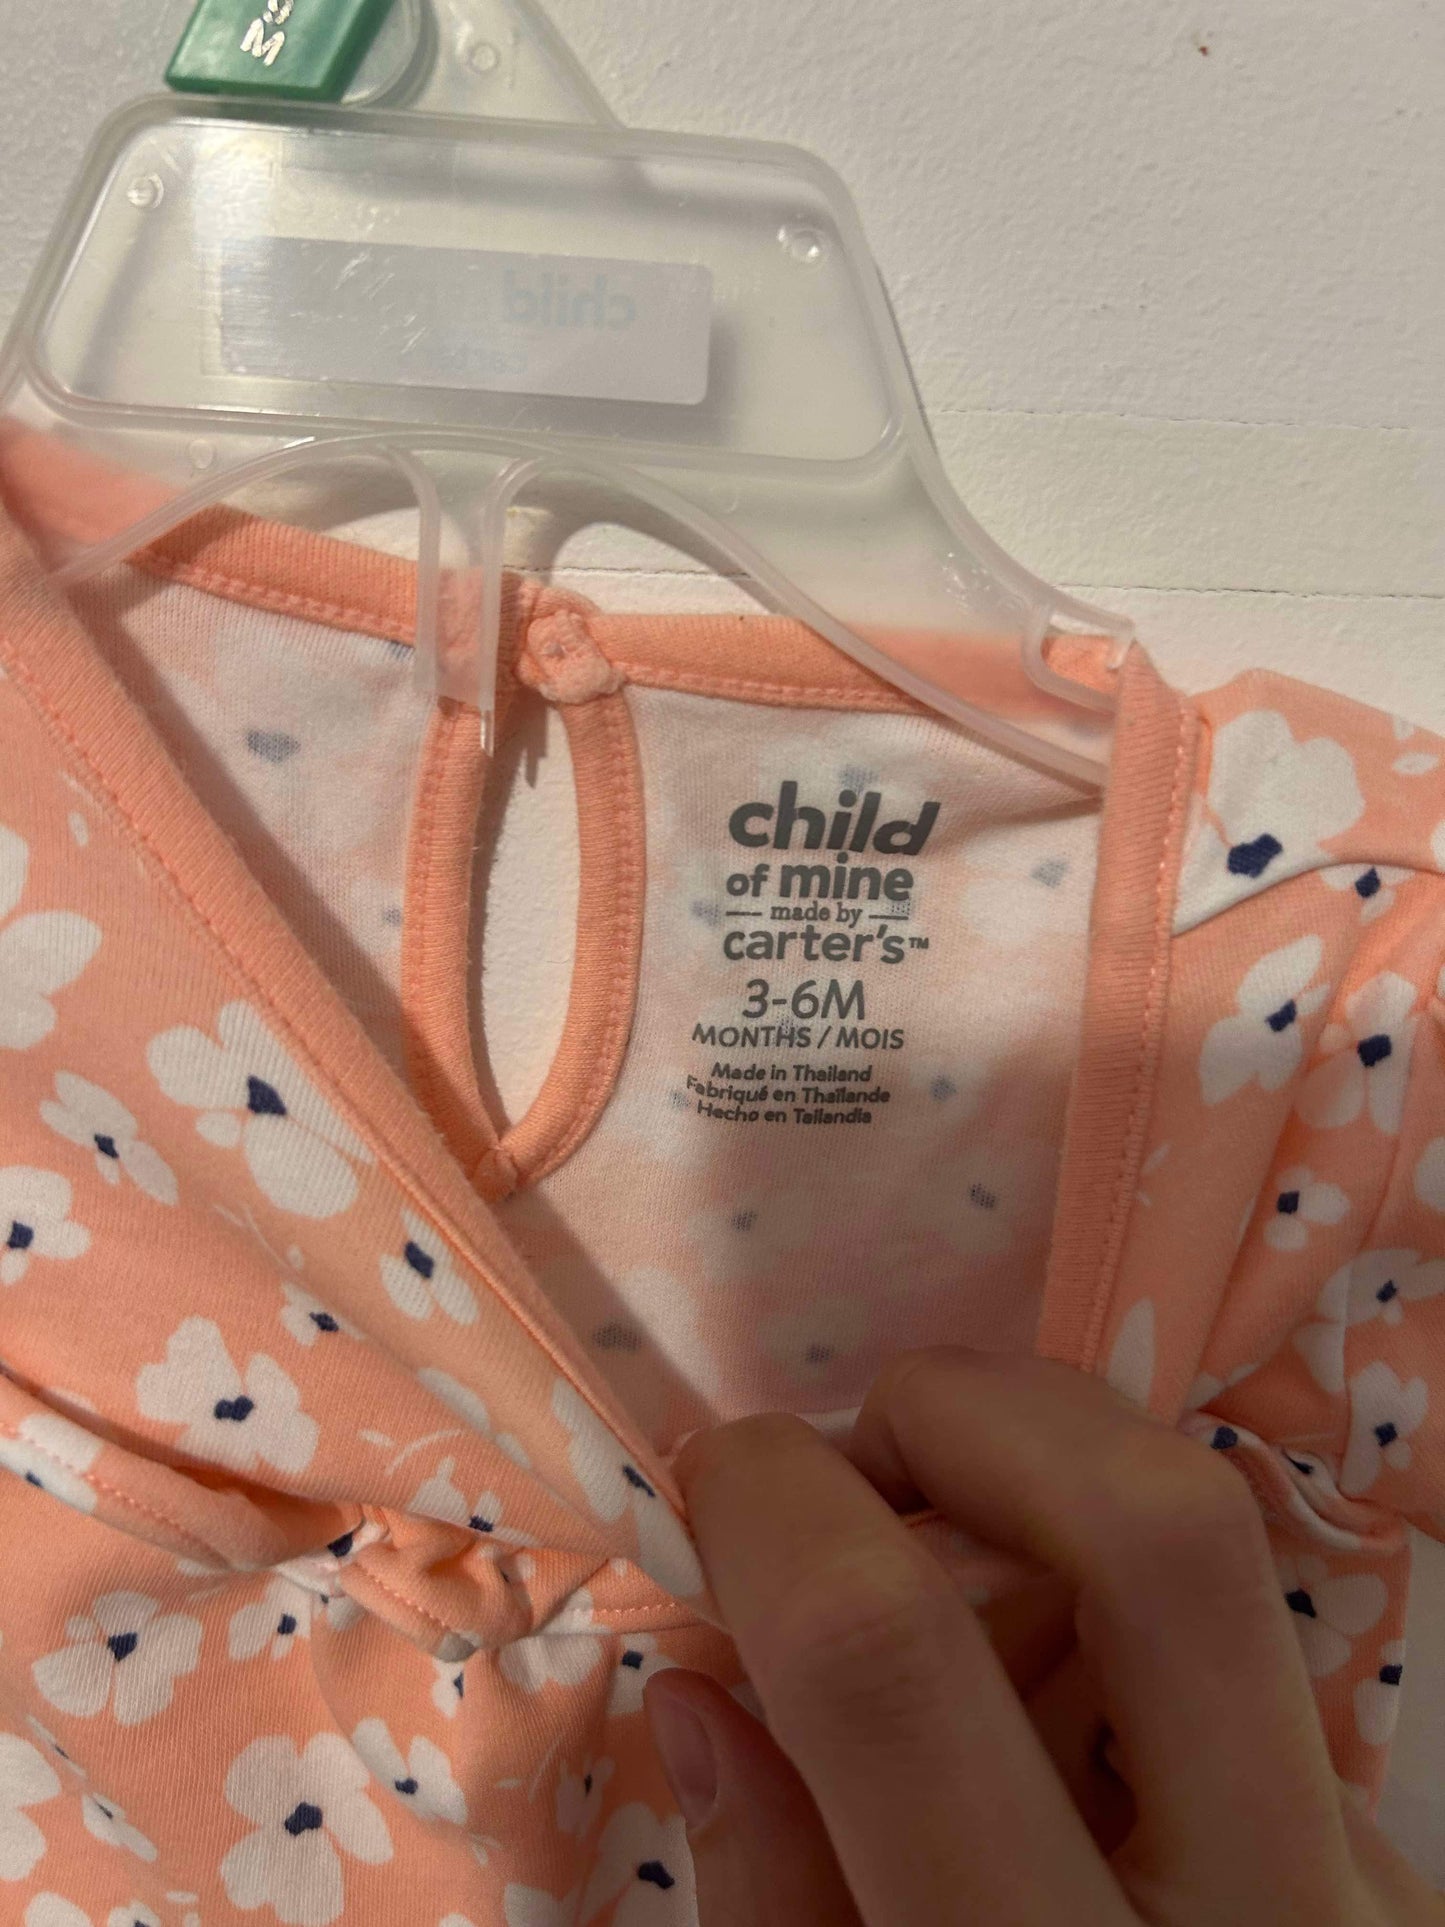 child
child
of mine
made by
carter's™
3-6M
MONTHS / MOIS
Made in Thailand
Fabriqué en Thaïlande
Hecho en Tailandia